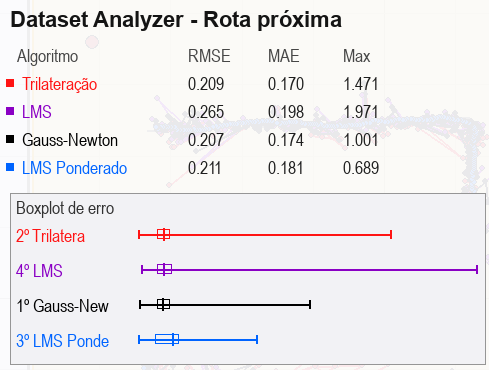 Dataset Analyzer - Rota próxima
Algoritmo RMSE MAE Max
Trilateração 0.209 0.170 1.471
LMS 0.265 0.198 1.971
Gauss-Newton 0.207 0.174 1.001
LMS Ponderado 0.211 0.181 0.689
Boxplot de erro
2º Trilatera
4º LMS
1º Gauss-New
3º LMS Ponde